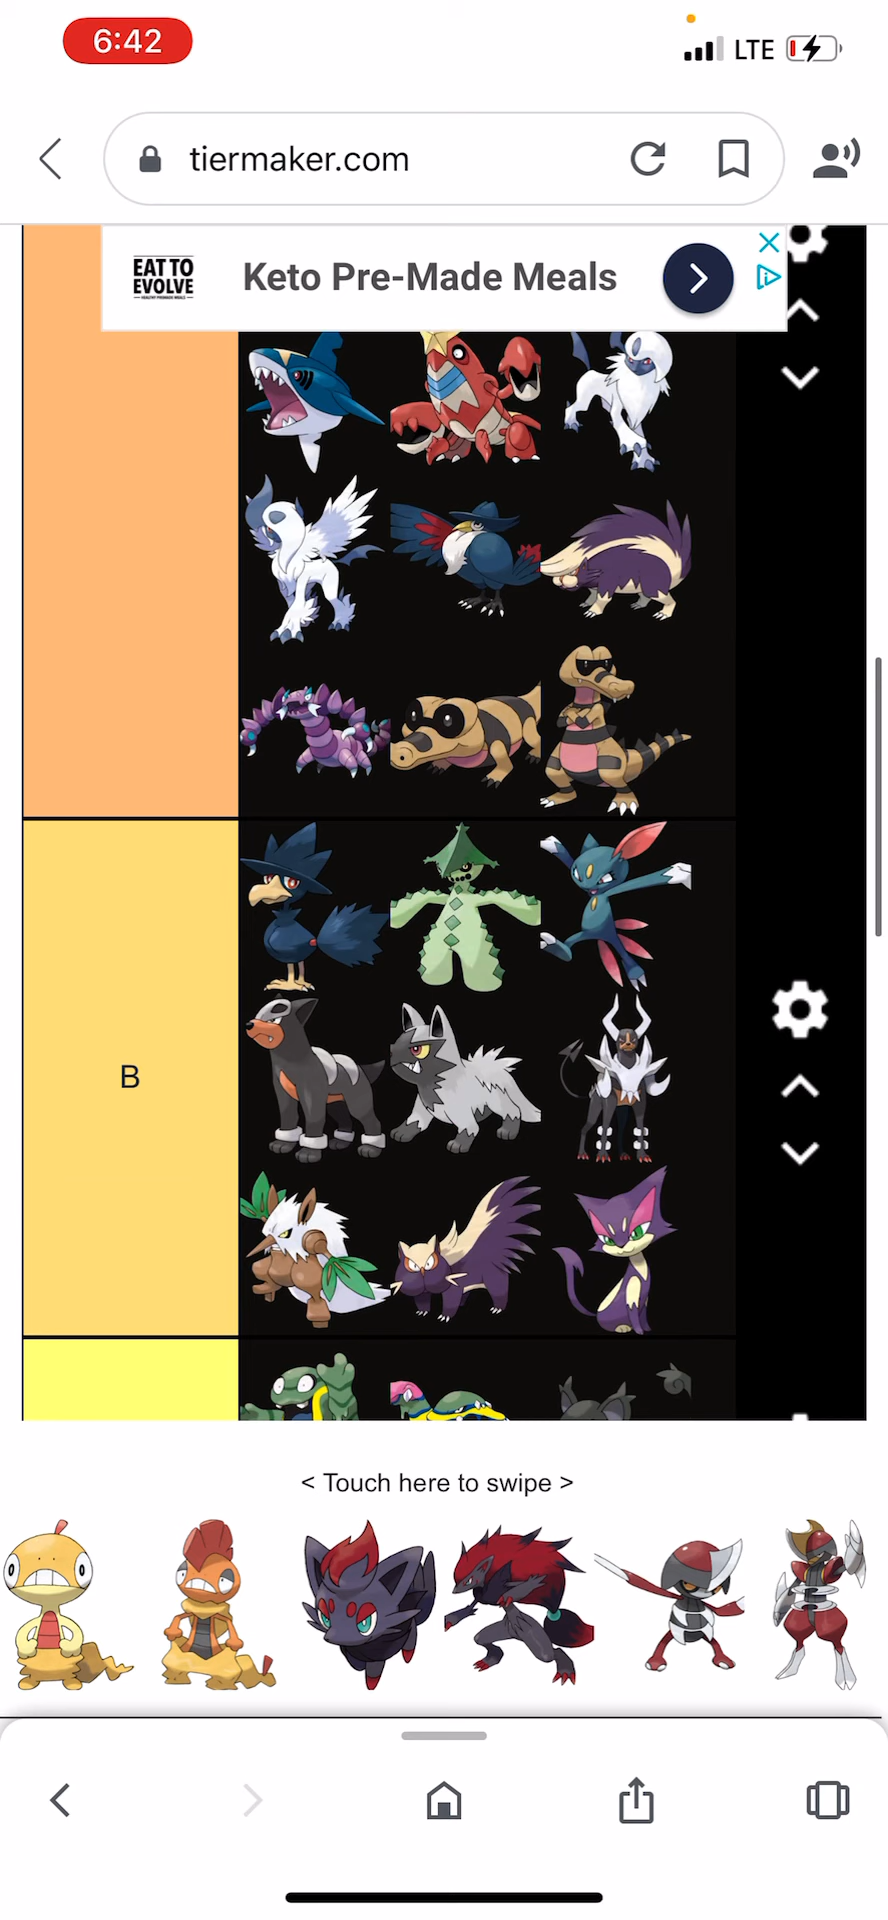 6:42
LTE
tiermaker.com
EAT TO
EVOLVE
Keto Pre-Made Meals
B
< Touch here to swipe >